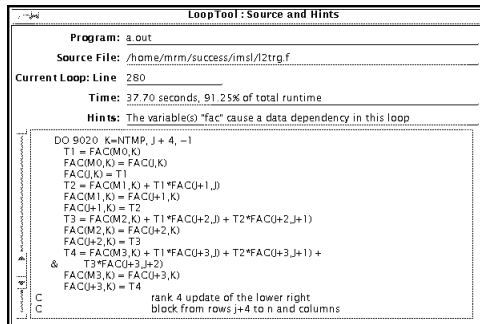 LoopTool : Source and Hints
Program: a.out
Source File: /home/mrm/success/imsl/l2trg.f
Current Loop: Line 280
Time: 37.70 seconds, 91.25% of total runtime
Hints: The variable(s) "fac" cause a data dependency in this loop
DO 9020 K=NTMP, J + 4, -1
T1 = FAC(M0,K)
FAC(M0,K) = FAC(J,K)
FAC(J,K) = T1
T2 = FAC(M1,K) + T1*FAC(J+1,J)
FAC(M1,K) = FAC(J+1,K)
FAC(J+1,K) = T2
T3 = FAC(M2,K) + T1*FAC(J+2,J) + T2*FAC(J+2,J+1)
FAC(M2,K) = FAC(J+2,K)
FAC(J+2,K) = T3
T4 = FAC(M3,K) + T1*FAC(J+3,J) + T2*FAC(J+3,J+1) +
& T3*FAC(J+3,J+2)
FAC(M3,K) = FAC(J+3,K)
FAC(J+3,K) = T4
C rank 4 update of the lower right
C block from rows j+4 to n and columns